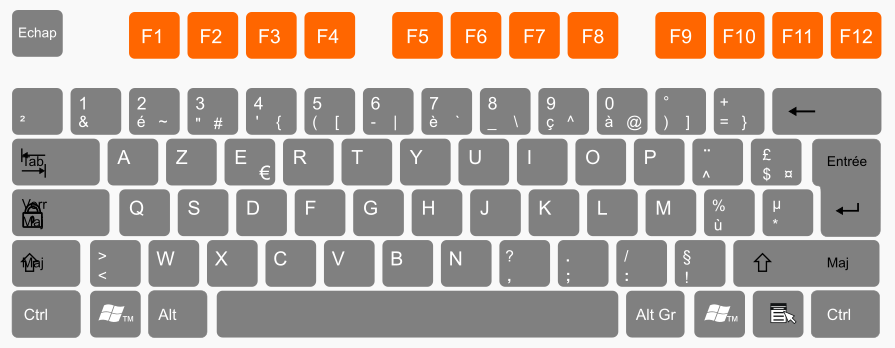 Echap F1 F2 F3 F4 F5 F6 F7 F8 F9 F10 F11 F12
1 2 3 4 5 6 7 8 9 0 ° +
² & é ~ " # ' { ( [ - | è ` _ \ ç ^ à @ ) ] = }
Tab A Z E € R T Y U I O P ¨ ^ £ $ ¤ Entrée
Verr Maj Q S D F G H J K L M % ù µ *
Maj > < W X C V B N ? , . ; / : § ! Maj
Ctrl TM Alt Alt Gr TM Ctrl